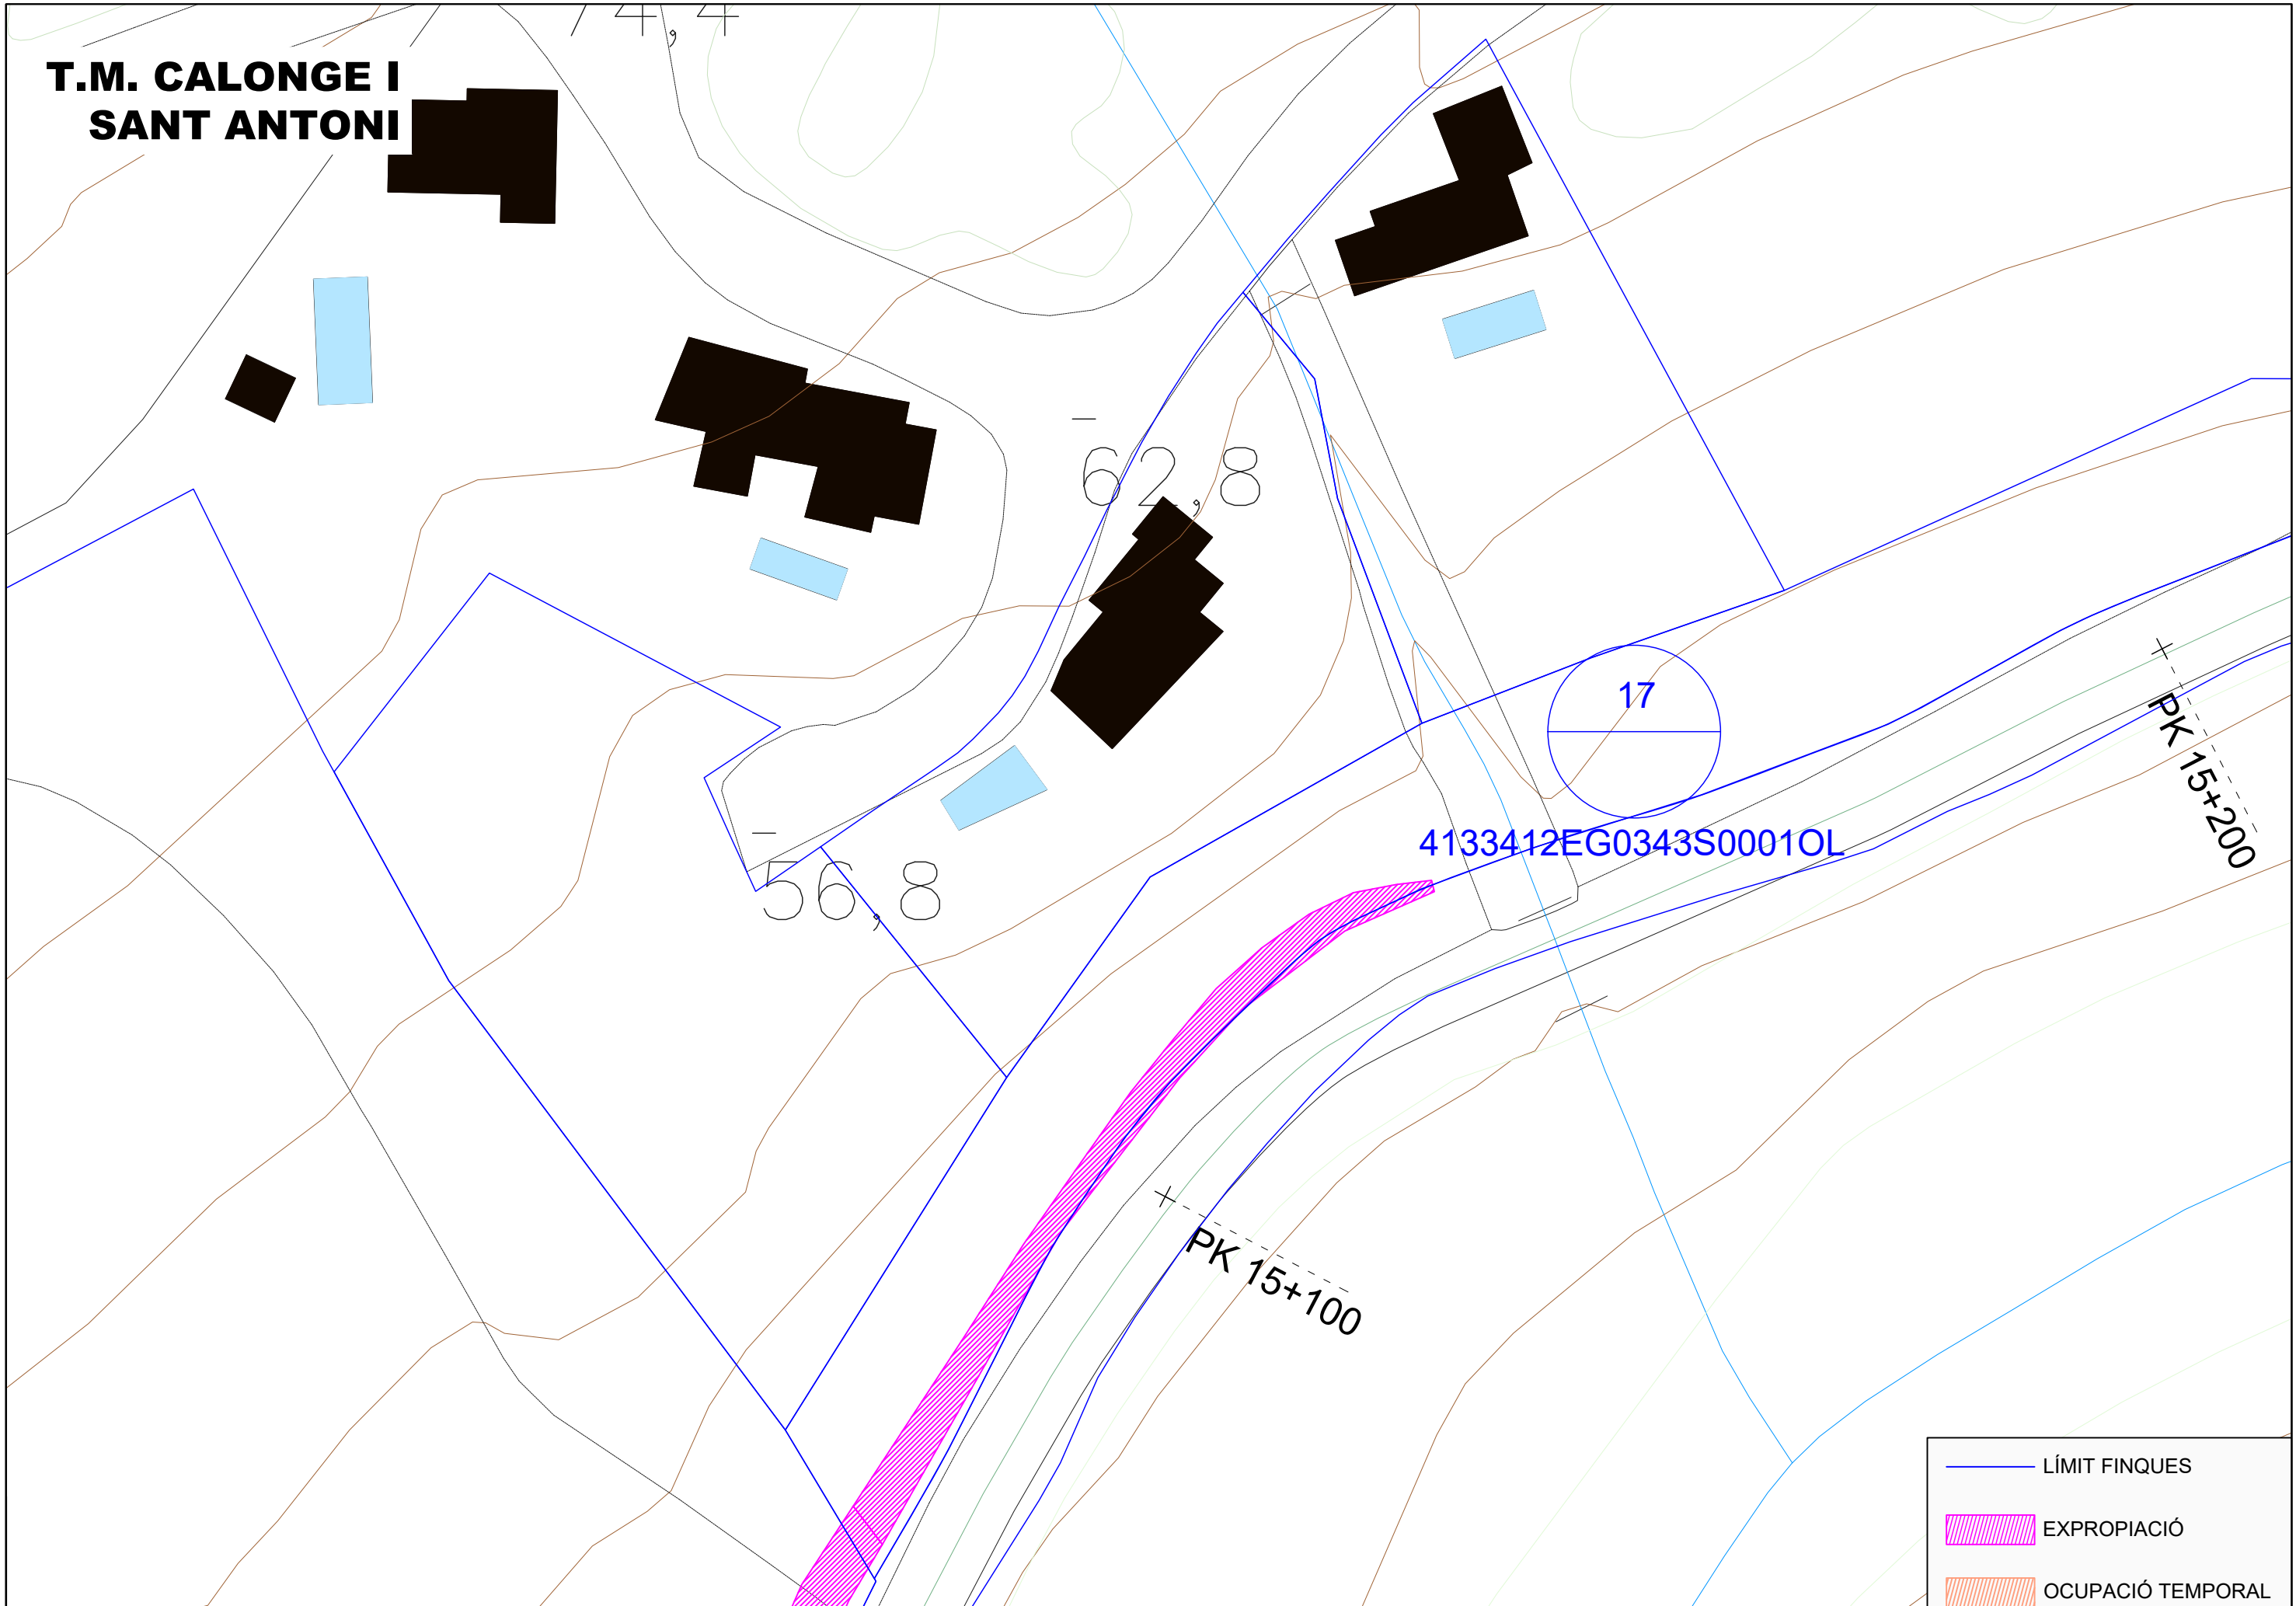 T.M. CALONGE I
SANT ANTONI
62,8
17
4133412EG0343S0001OL
PK 15+200
56,8
PK 15+100
LÍMIT FINQUES
EXPROPIACIÓ
OCUPACIÓ TEMPORAL